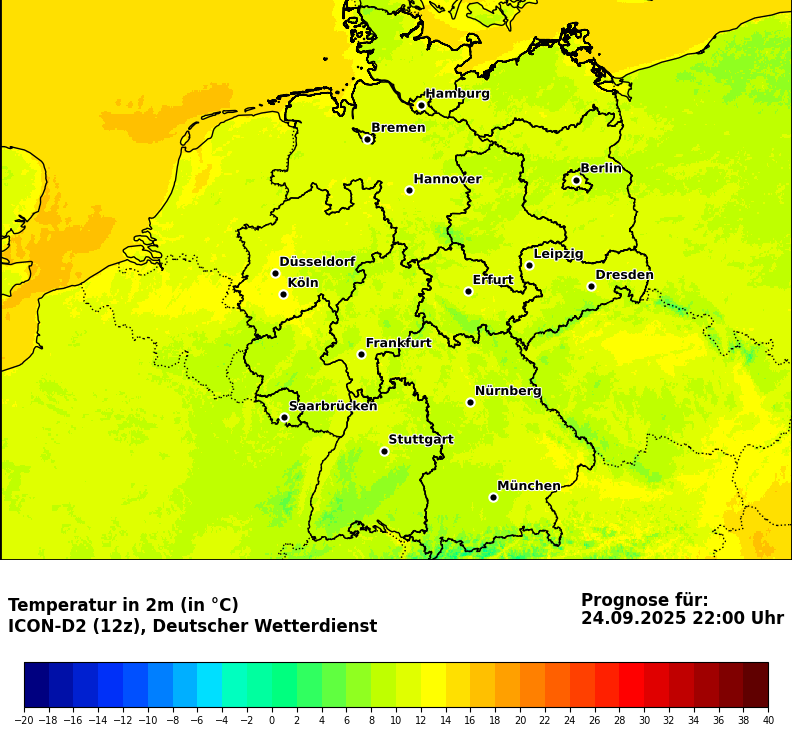 Hamburg
Bremen
Berlin
Hannover
Leipzig
Düsseldorf
Dresden
Köln
Erfurt
Frankfurt
Nürnberg
Saarbrücken
Stuttgart
München
Temperatur in 2m (in °C)
ICON-D2 (12z), Deutscher Wetterdienst
Prognose für:
24.09.2025 22:00 Uhr
−20 −18 −16 −14 −12 −10 −8 −6 −4 −2 0 2 4 6 8 10 12 14 16 18 20 22 24 26 28 30 32 34 36 38 40